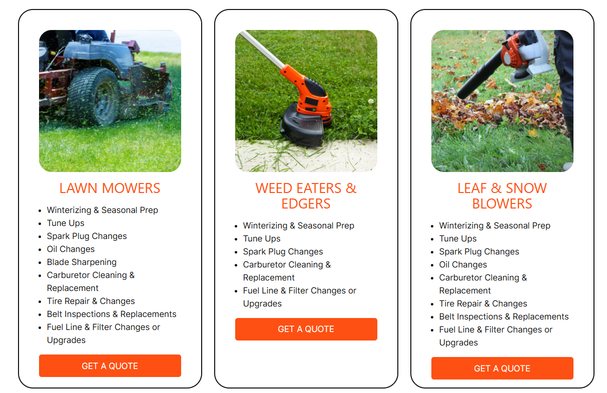 LAWN MOWERS
• Winterizing & Seasonal Prep
• Tune Ups
• Spark Plug Changes
• Oil Changes
• Blade Sharpening
• Carburetor Cleaning &
Replacement
• Tire Repair & Changes
• Belt Inspections & Replacements
• Fuel Line & Filter Changes or
Upgrades
GET A QUOTE
WEED EATERS &
EDGERS
• Winterizing & Seasonal Prep
• Tune Ups
• Spark Plug Changes
• Carburetor Cleaning &
Replacement
• Fuel Line & Filter Changes or
Upgrades
GET A QUOTE
LEAF & SNOW
BLOWERS
• Winterizing & Seasonal Prep
• Tune Ups
• Spark Plug Changes
• Oil Changes
• Carburetor Cleaning &
Replacement
• Tire Repair & Changes
• Belt Inspections & Replacements
• Fuel Line & Filter Changes or
Upgrades
GET A QUOTE